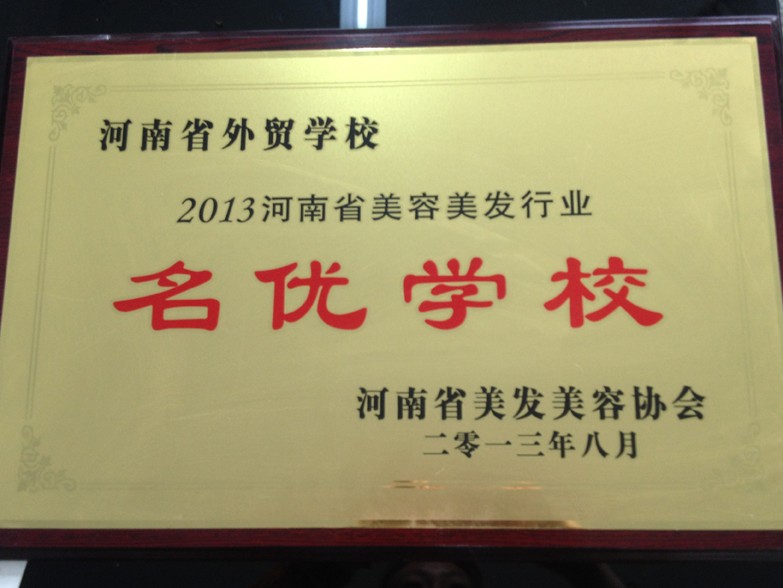 河南省外贸学校
2013河南省美容美发行业
名优学校
河南省美发美容协会
二零一三年八月